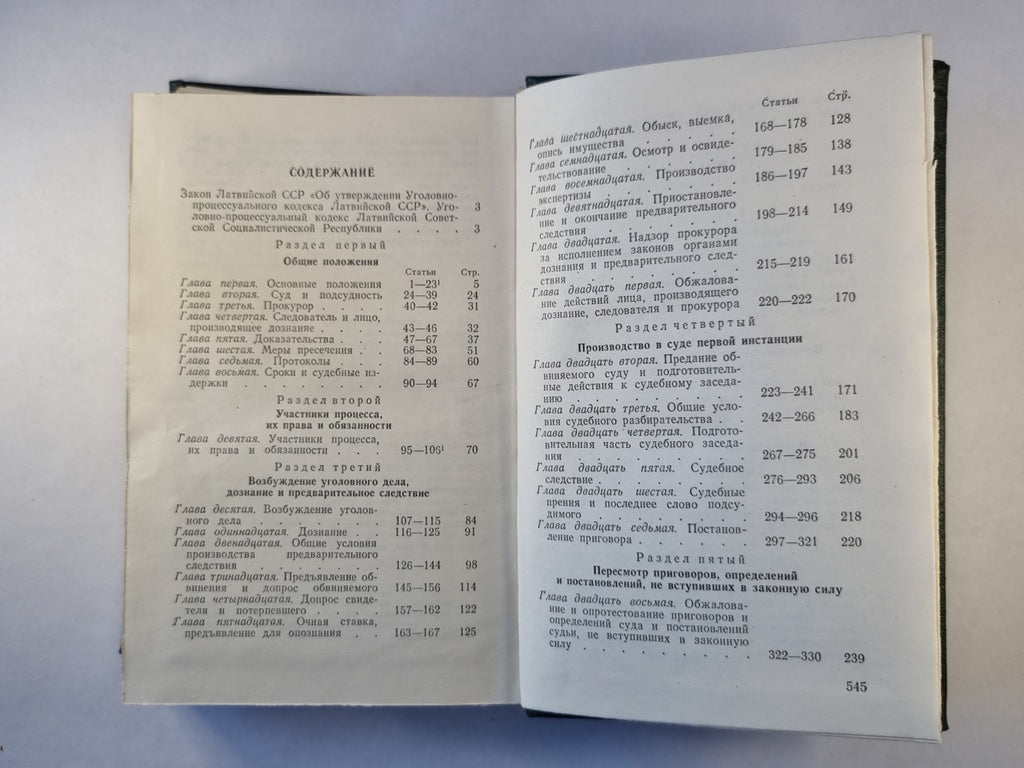 СОДЕРЖАНИЕ
Закон Латвийской ССР «Об утверждении Уголовно-
процессуального кодекса Латвийской ССР». Уго- 3
ловно-процессуальный кодекс Латвийской Совет-
ской Социалистической Республики . . . . 3
Раздел первый
Общие положения
Статьи Стр.
Глава первая. Основные положения 1—23¹ 5
Глава вторая. Суд и подсудность 24—39 24
Глава третья. Прокурор . . . . 40—42 31
Глава четвертая. Следователь и лицо,
производящее дознание . . . . 43—46 32
Глава пятая. Доказательства . . . 47—67 37
Глава шестая. Меры пресечения . . 68—83 51
Глава седьмая. Протоколы . . . 84—89 60
Глава восьмая. Сроки и судебные из-
держки . . . . . . . . 90—94 67
Раздел второй
Участники процесса,
их права и обязанности
Глава девятая. Участники процесса,
их права и обязанности . . . 95—106¹ 70
Раздел третий
Возбуждение уголовного дела,
дознание и предварительное следствие
Глава десятая. Возбуждение уголов-
ного дела . . . . . . . 107—115 84
Глава одиннадцатая. Дознание . . 116—125 91
Глава двенадцатая. Общие условия
производства предварительного
следствия . . . . . . . 126—144 98
Глава тринадцатая. Предъявление об-
винения и допрос обвиняемого 145—156 114
Глава четырнадцатая. Допрос свиде-
теля и потерпевшего . . . . 157—162 122
Глава пятнадцатая. Очная ставка,
предъявление для опознания . . 163—167 125
Статьи Стр.
Глава шестнадцатая. Обыск, выемка,
опись имущества . . . . . 168—178 128
Глава семнадцатая. Осмотр и освиде-
тельствование . . . . . . 179—185 138
Глава восемнадцатая. Производство
экспертизы . . . . . . . 186—197 143
Глава девятнадцатая. Приостановле-
ние и окончание предварительного
следствия . . . . . . . 198—214 149
Глава двадцатая. Надзор прокурора
за исполнением законов органами
дознания и предварительного след-
ствия . . . . . . . . 215—219 161
Глава двадцать первая. Обжалова-
ние действий лица, производящего
дознание, следователя и прокурора 220—222 170
Раздел четвертый
Производство в суде первой инстанции
Глава двадцать вторая. Предание об-
виняемого суду и подготовитель-
ные действия к судебному заседа-
нию . . . . . . . . . 223—241 171
Глава двадцать третья. Общие усло-
вия судебного разбирательства . . 242—266 183
Глава двадцать четвертая. Подгото-
вительная часть судебного заседа-
ния . . . . . . . . . 267—275 201
Глава двадцать пятая. Судебное
следствие . . . . . . . 276—293 206
Глава двадцать шестая. Судебные
прения и последнее слово подсу-
димого . . . . . . . . 294—296 218
Глава двадцать седьмая. Постанов-
ление приговора . . . . . 297—321 220
Раздел пятый
Пересмотр приговоров, определений
и постановлений, не вступивших в законную силу
Глава двадцать восьмая. Обжалова-
ние и опротестование приговоров и
определений суда и постановлений
судьи, не вступивших в законную
силу . . . . . . . . . 322—330 239
545